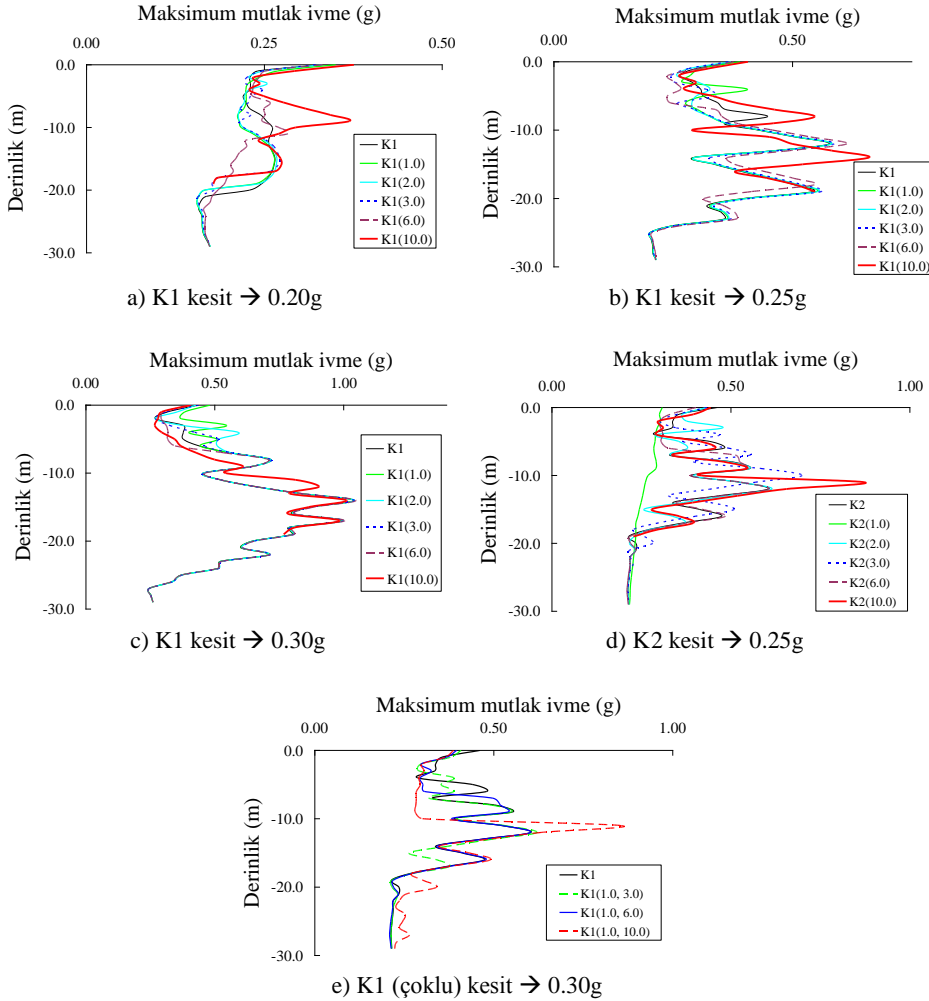 Maksimum mutlak ivme (g)
0.00 0.25 0.50
0.0
-10.0
-20.0
-30.0
Derinlik (m)
K1
K1(1.0)
K1(2.0)
K1(3.0)
K1(6.0)
K1(10.0)
a) K1 kesit → 0.20g
Maksimum mutlak ivme (g)
0.00 0.50
0.0
-10.0
-20.0
-30.0
Derinlik (m)
K1
K1(1.0)
K1(2.0)
K1(3.0)
K1(6.0)
K1(10.0)
b) K1 kesit → 0.25g
Maksimum mutlak ivme (g)
0.00 0.50 1.00
0.0
-10.0
-20.0
-30.0
Derinlik (m)
K1
K1(1.0)
K1(2.0)
K1(3.0)
K1(6.0)
K1(10.0)
c) K1 kesit → 0.30g
Maksimum mutlak ivme (g)
0.00 0.50 1.00
0.0
-10.0
-20.0
-30.0
Derinlik (m)
K2
K2(1.0)
K2(2.0)
K2(3.0)
K2(6.0)
K2(10.0)
d) K2 kesit → 0.25g
Maksimum mutlak ivme (g)
0.00 0.50 1.00
0.0
-10.0
-20.0
-30.0
Derinlik (m)
K1
K1(1.0, 3.0)
K1(1.0, 6.0)
K1(1.0, 10.0)
e) K1 (çoklu) kesit → 0.30g